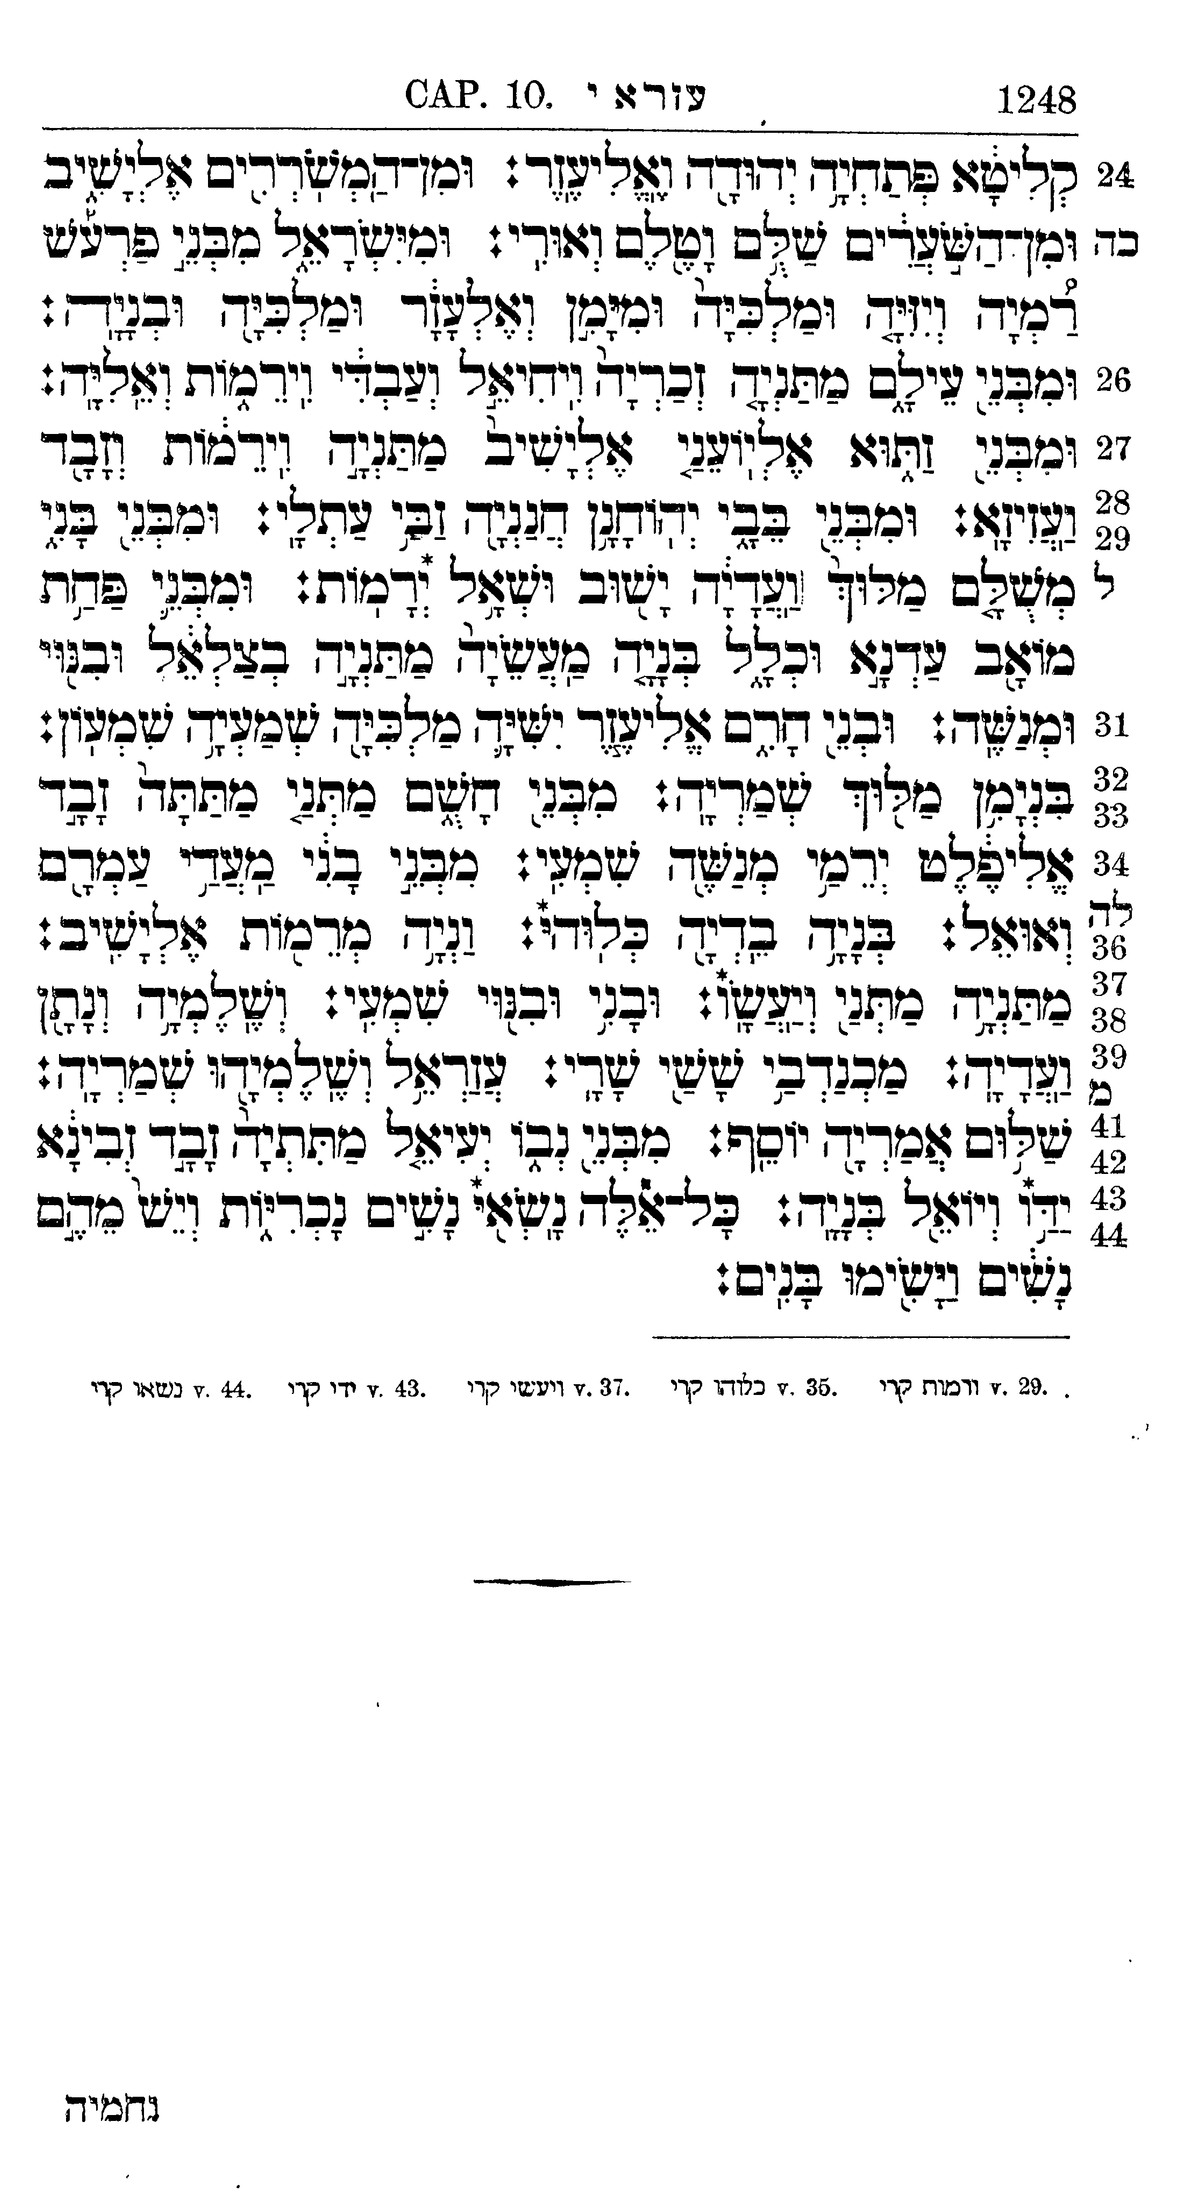 1248 עזרא י CAP. 10.
24 קְלִיטָ֗א פְּתַֽחְיָ֥ה יְהוּדָ֖ה וֶאֱלִיעֶֽזֶר׃ וּמִן־הַמְשֹׁרְרִ֖ים אֶלְיָשִׁ֑יב
כה וּמִן־הַשֹּׁ֣עֲרִ֔ים שַׁלֻּ֥ם וָטֶ֖לֶם וְאוּרִֽי׃ וּמִיִּשְׂרָאֵ֑ל מִבְּנֵ֣י פַרְעֹ֡שׁ
רַ֠מְיָה וְיִזִּיָּ֤ה וּמַלְכִּיָּה֙ וּמִיָּמִ֣ן וְאֶלְעָזָ֔ר וּמַלְכִּיָּ֖ה וּבְנָיָֽה׃
26 וּמִבְּנֵ֖י עֵילָ֑ם מַתַּנְיָ֤ה זְכַרְיָה֙ וִיחִיאֵ֣ל וְעַבְדִּ֔י וִירֵמ֖וֹת וְאֵלִיָּֽה׃
27 וּמִבְּנֵ֖י זַתּ֑וּא אֶלְיוֹעֵנַ֤י אֶלְיָשִׁיב֙ מַתַּנְיָ֣ה וִֽירֵמ֔וֹת וְזָבָ֖ד
28 וַעֲזִיזָֽא׃ וּמִבְּנֵ֖י בֵּבָ֑י יְהוֹחָנָ֥ן חֲנַנְיָ֖ה זַבַּ֥י עַתְלָֽי׃ וּמִבְּנֵ֖י בָּנִ֑י
29
ל מְשֻׁלָּ֤ם מַלּוּךְ֙ וַעֲדָיָ֔ה יָשׁ֥וּב וּשְׁאָ֖ל *יְרָמֽוֹת׃ וּמִבְּנֵ֛י פַּחַ֥ת
מוֹאָ֖ב עַדְנָ֣א וּכְלָ֑ל בְּנָיָ֤ה מַֽעֲשֵׂיָה֙ מַתַּנְיָ֣ה בְצַלְאֵ֔ל וּבִנּ֖וּי
31 וּמְנַשֶּֽׁה׃ וּבְנֵ֖י חָרִ֑ם אֱלִיעֶ֧זֶר יִשִּׁיָּ֛ה מַלְכִּיָּ֖ה שְׁמַֽעְיָ֥ה שִׁמְעֽוֹן׃
32 בִּנְיָמִ֥ן מַלּ֖וּךְ שְׁמַרְיָֽה׃ מִבְּנֵ֖י חָשֻׁ֑ם מַתְּנַ֤י מַתַּתָּה֙ זָבָ֣ד
33
34 אֱלִיפֶ֔לֶט יְרֵמַ֥י מְנַשֶּׁ֖ה שִׁמְעִֽי׃ מִבְּנֵ֣י בָנִ֔י מַעֲדַ֥י עַמְרָ֖ם
לה וְאוּאֵֽל׃ בְּנָיָ֥ה בֵדְיָ֖ה כְּלֽוּהִוּ*׃ וַנְיָ֥ה מְרֵמ֖וֹת אֶלְיָשִֽׁיב׃
36
37 מַתַּנְיָ֥ה מַתְּנַ֖י וְיַֽעֲשָֽׂו*׃ וּבָנִ֥י וּבִנּ֖וּי שִׁמְעִֽי׃ וְשֶֽׁלֶמְיָ֥ה וְנָתָ֖ן
38
39 וַעֲדָיָֽה׃ מַכְנַדְבַ֥י שָׁשַׁ֖י שָׁרָֽי׃ עֲזַרְאֵ֥ל וְשֶׁלֶמְיָ֖הוּ שְׁמַרְיָֽה׃
מ
41 שַׁלּ֥וּם אֲמַרְיָ֖ה יוֹסֵֽף׃ מִבְּנֵ֖י נְב֑וֹ יְעִיאֵ֤ל מַתִּתְיָה֙ זָבָ֣ד זְבִינָ֔א
42
43 יַדַּ֥ו* וְיוֹאֵ֖ל בְּנָיָֽה׃ כָּל־אֵ֕לֶּה נָשְׂא֖יּ* נָשִׁ֣ים נָכְרִיּ֑וֹת וְיֵ֣שׁ מֵהֶ֣ם
44 נָשִׁ֔ים וַיָּשִׂ֖ימוּ בָּנִֽים׃
v. 29. ורמות קרי v. 35. כלוהו קרי v. 37. ויעשי קרי v. 43. ידי קרי v. 44. נשאו קרי
נחמיה